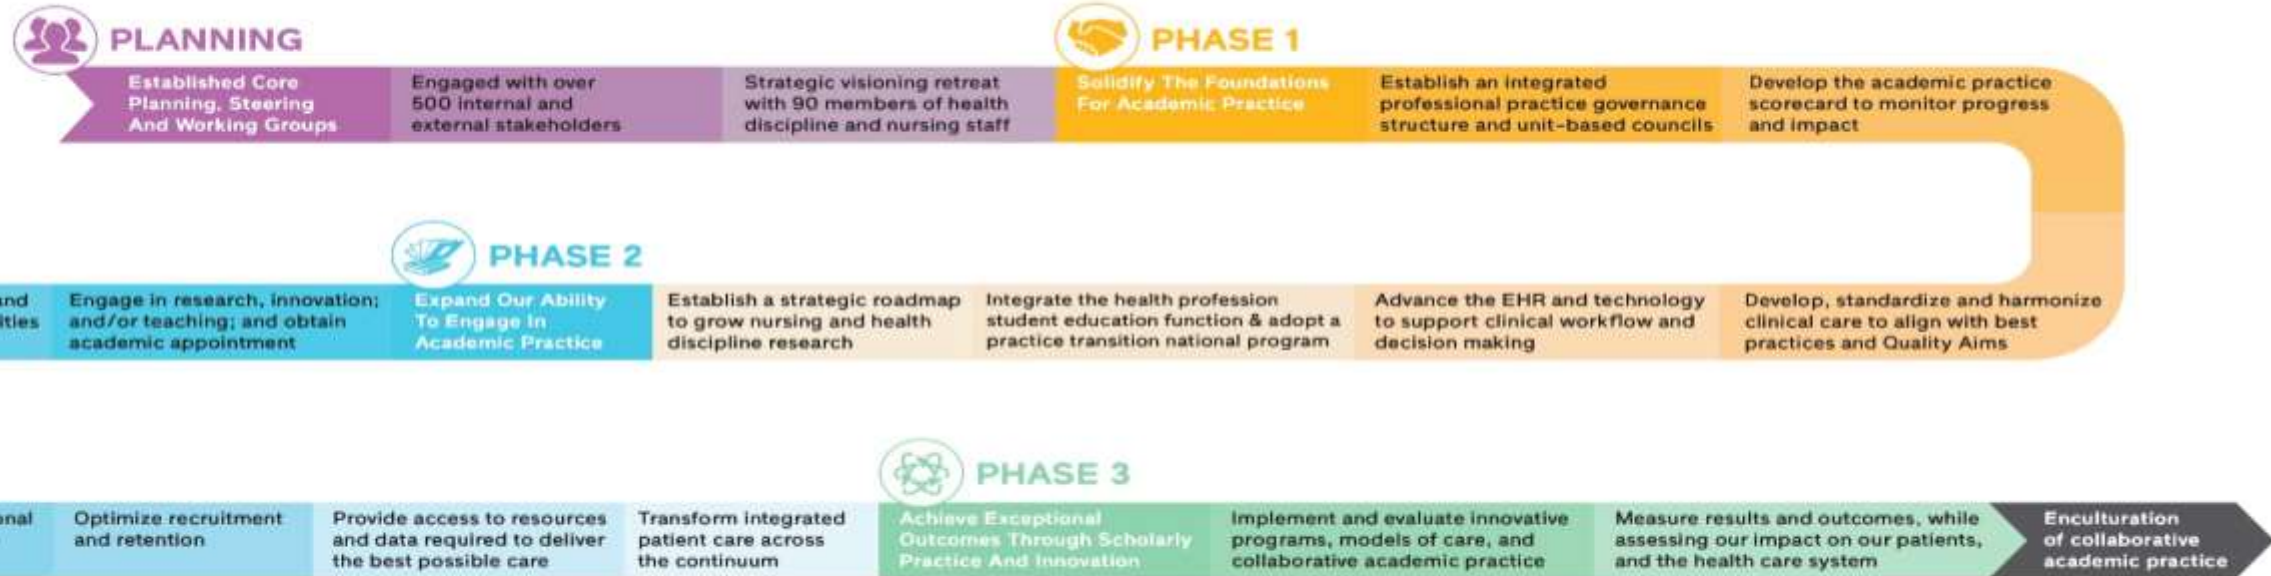 PLANNING
Established Core
Planning, Steering
And Working Groups
Engaged with over
500 internal and
external stakeholders
Strategic visioning retreat
with 90 members of health
discipline and nursing staff
PHASE 1
Solidify The Foundations
For Academic Practice
Establish an integrated
professional practice governance
structure and unit-based councils
Develop the academic practice
scorecard to monitor progress
and impact
Engage in research, innovation;
and/or teaching; and obtain
academic appointment
PHASE 2
Expand Our Ability
To Engage In
Academic Practice
Establish a strategic roadmap
to grow nursing and health
discipline research
Integrate the health profession
student education function & adopt a
practice transition national program
Advance the EHR and technology
to support clinical workflow and
decision making
Develop, standardize and harmonize
clinical care to align with best
practices and Quality Aims
Optimize recruitment
and retention
Provide access to resources
and data required to deliver
the best possible care
Transform integrated
patient care across
the continuum
PHASE 3
Achieve Exceptional
Outcomes Through Scholarly
Practice And Innovation
Implement and evaluate innovative
programs, models of care, and
collaborative academic practice
Measure results and outcomes, while
assessing our impact on our patients,
and the health care system
Enculturation
of collaborative
academic practice